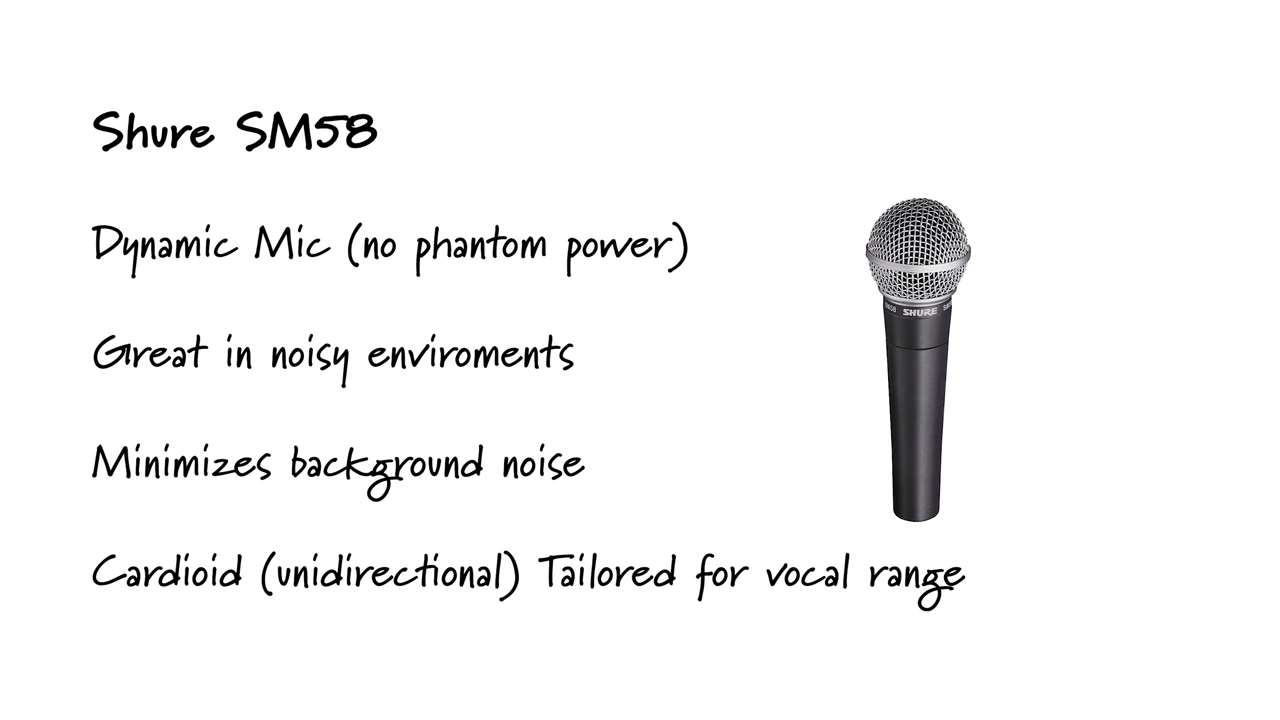 Shure SM58
Dynamic Mic (no phantom power)
Great in noisy enviroments
Minimizes background noise
Cardioid (unidirectional) Tailored for vocal range
SM58 SHURE